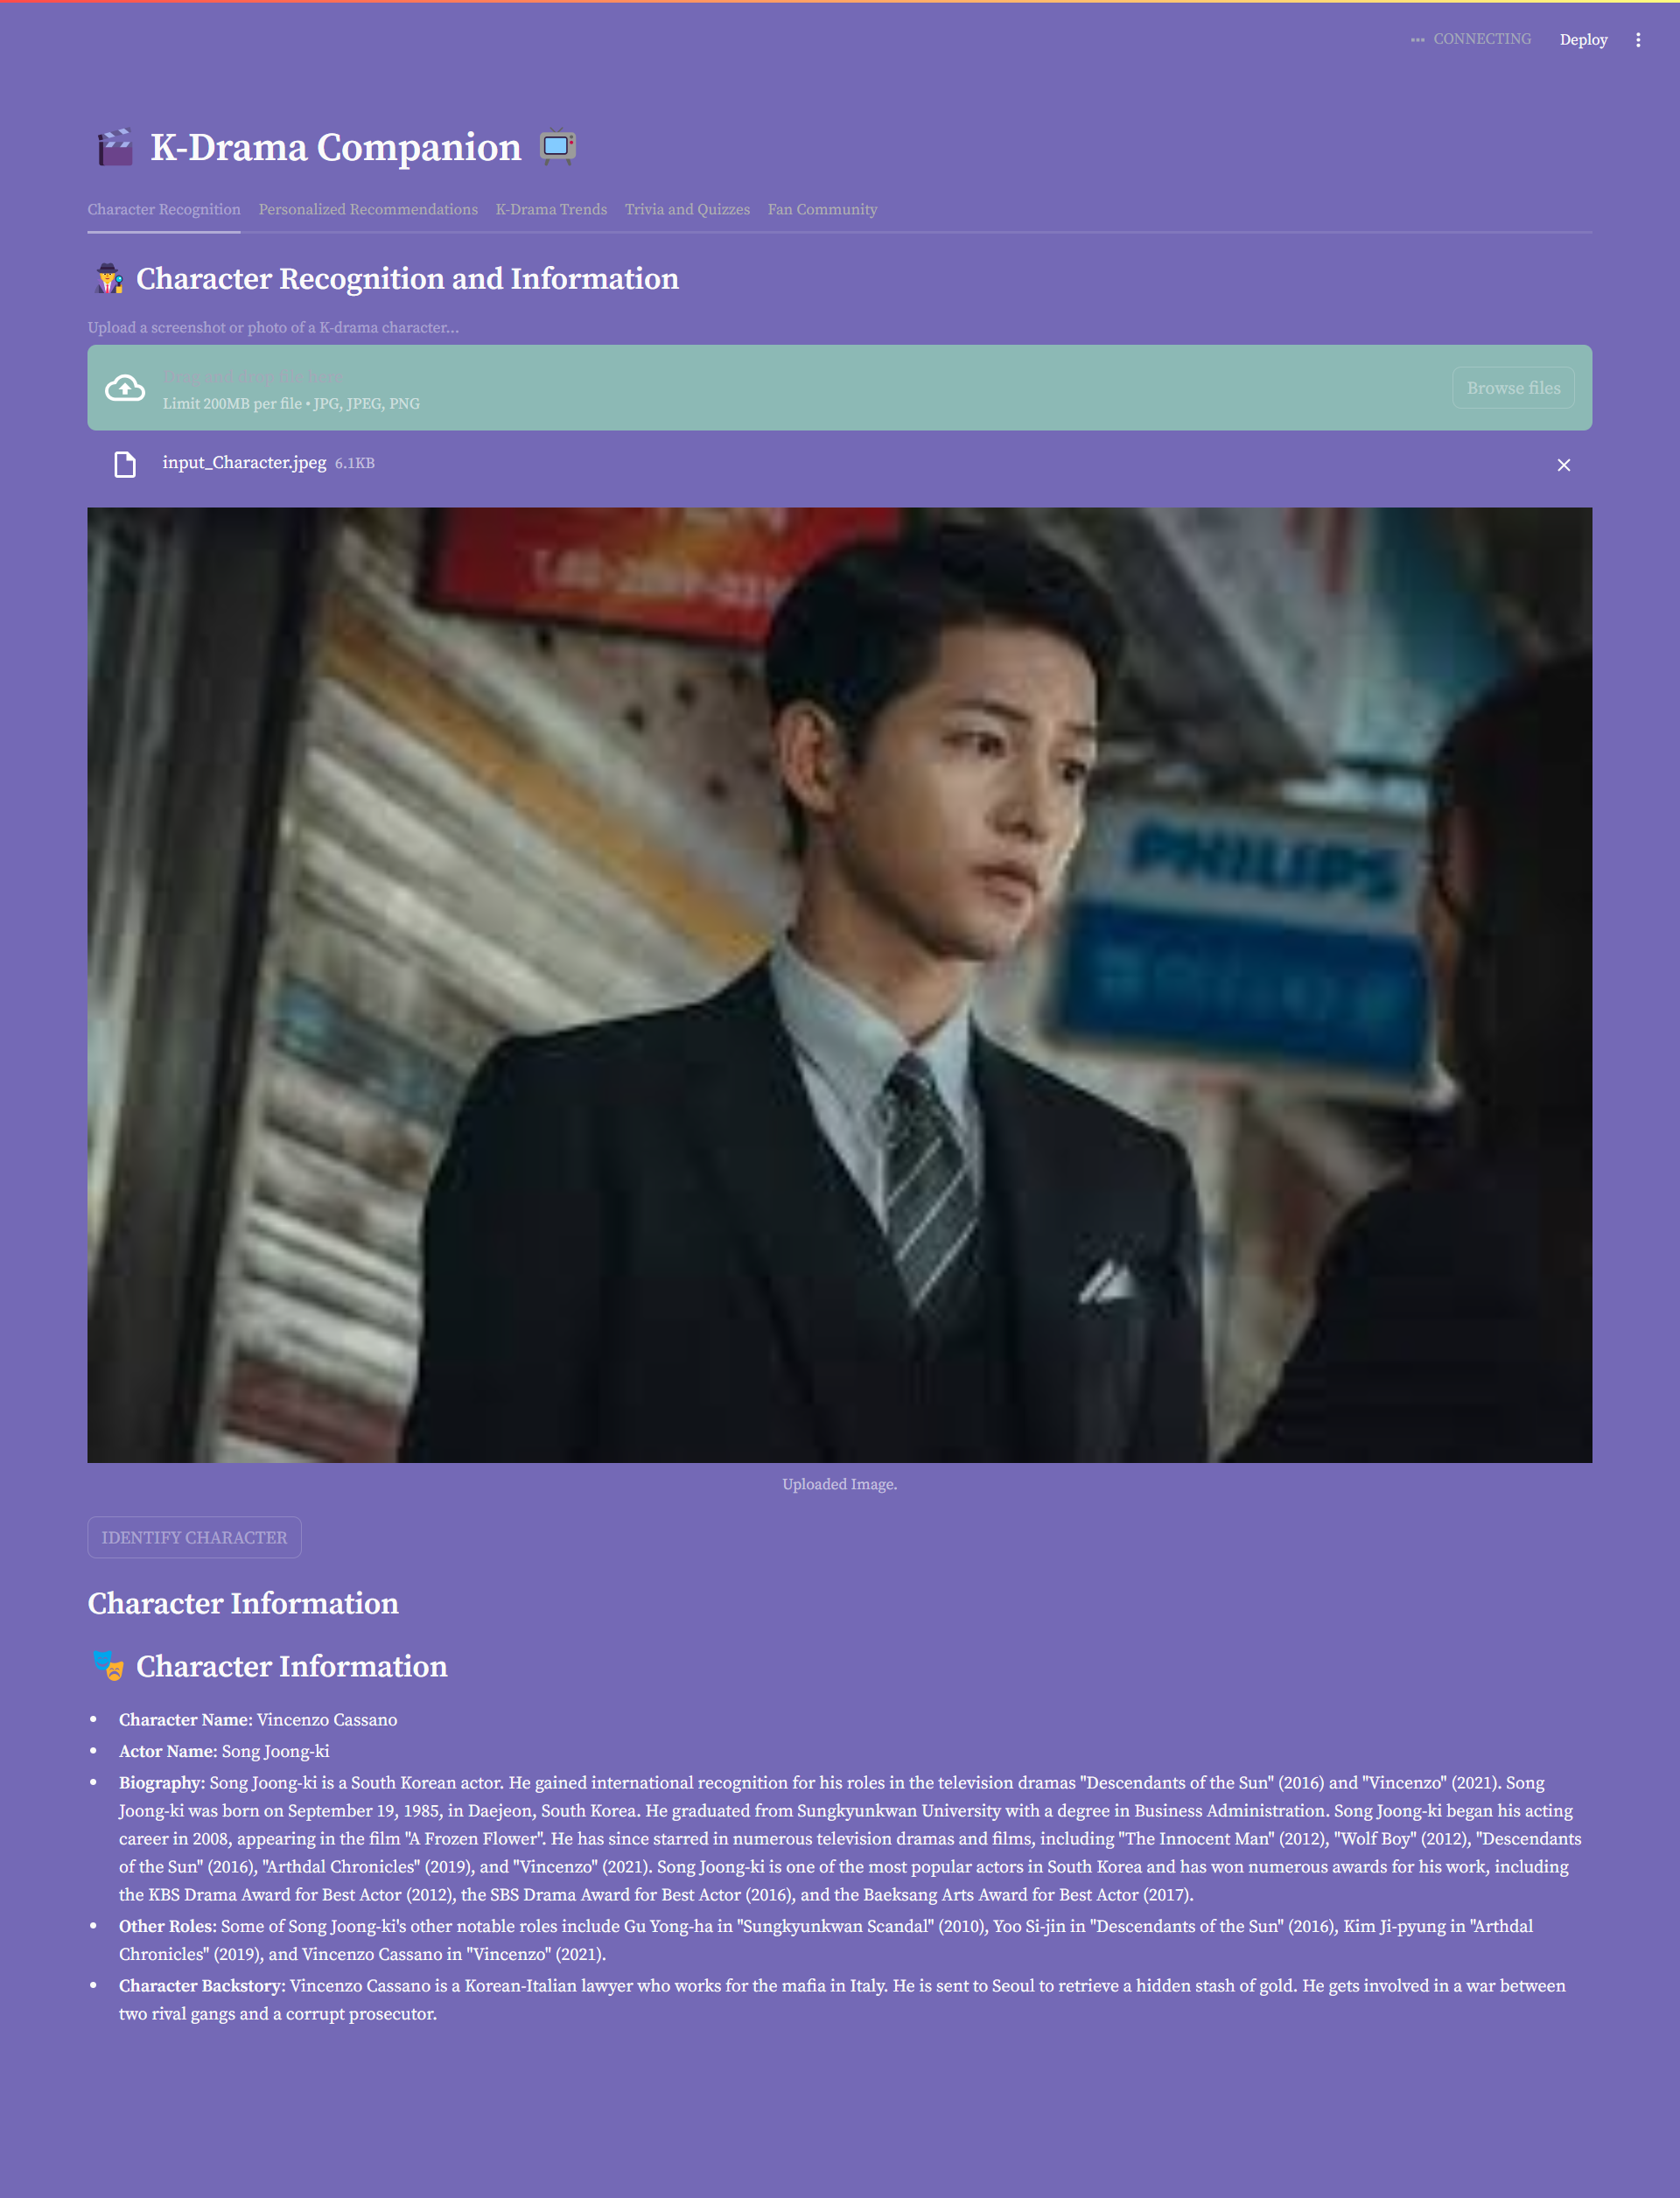 CONNECTING Deploy
K-Drama Companion
Character Recognition Personalized Recommendations K-Drama Trends Trivia and Quizzes Fan Community
Character Recognition and Information
Upload a screenshot or photo of a K-drama character...
Drag and drop file here
Limit 200MB per file • JPG, JPEG, PNG
Browse files
input_Character.jpeg 6.1KB
PHILIPS
Uploaded Image.
IDENTIFY CHARACTER
Character Information
Character Information
• Character Name: Vincenzo Cassano
• Actor Name: Song Joong-ki
• Biography: Song Joong-ki is a South Korean actor. He gained international recognition for his roles in the television dramas "Descendants of the Sun" (2016) and "Vincenzo" (2021). Song
Joong-ki was born on September 19, 1985, in Daejeon, South Korea. He graduated from Sungkyunkwan University with a degree in Business Administration. Song Joong-ki began his acting
career in 2008, appearing in the film "A Frozen Flower". He has since starred in numerous television dramas and films, including "The Innocent Man" (2012), "Wolf Boy" (2012), "Descendants
of the Sun" (2016), "Arthdal Chronicles" (2019), and "Vincenzo" (2021). Song Joong-ki is one of the most popular actors in South Korea and has won numerous awards for his work, including
the KBS Drama Award for Best Actor (2012), the SBS Drama Award for Best Actor (2016), and the Baeksang Arts Award for Best Actor (2017).
• Other Roles: Some of Song Joong-ki's other notable roles include Gu Yong-ha in "Sungkyunkwan Scandal" (2010), Yoo Si-jin in "Descendants of the Sun" (2016), Kim Ji-pyung in "Arthdal
Chronicles" (2019), and Vincenzo Cassano in "Vincenzo" (2021).
• Character Backstory: Vincenzo Cassano is a Korean-Italian lawyer who works for the mafia in Italy. He is sent to Seoul to retrieve a hidden stash of gold. He gets involved in a war between
two rival gangs and a corrupt prosecutor.